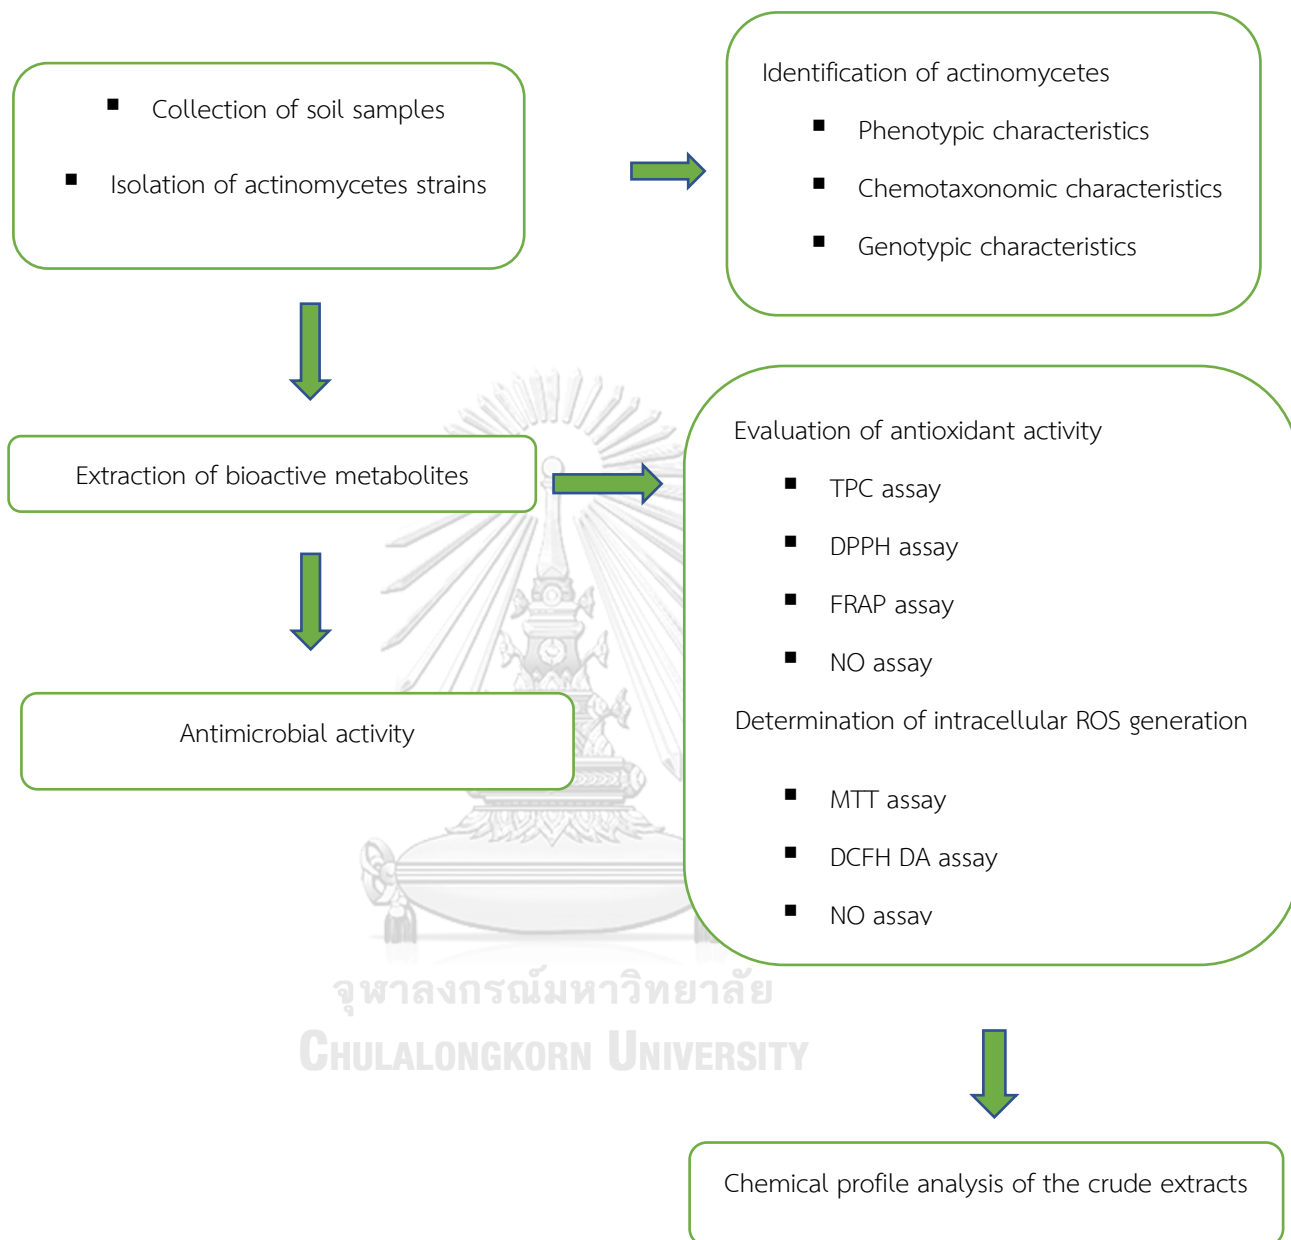 Collection of soil samples
Isolation of actinomycetes strains
Identification of actinomycetes
Phenotypic characteristics
Chemotaxonomic characteristics
Genotypic characteristics
Extraction of bioactive metabolites
Evaluation of antioxidant activity
TPC assay
DPPH assay
FRAP assay
NO assay
Determination of intracellular ROS generation
MTT assay
DCFH DA assay
NO assay
Antimicrobial activity
จุฬาลงกรณ์มหาวิทยาลัย
CHULALONGKORN UNIVERSITY
Chemical profile analysis of the crude extracts